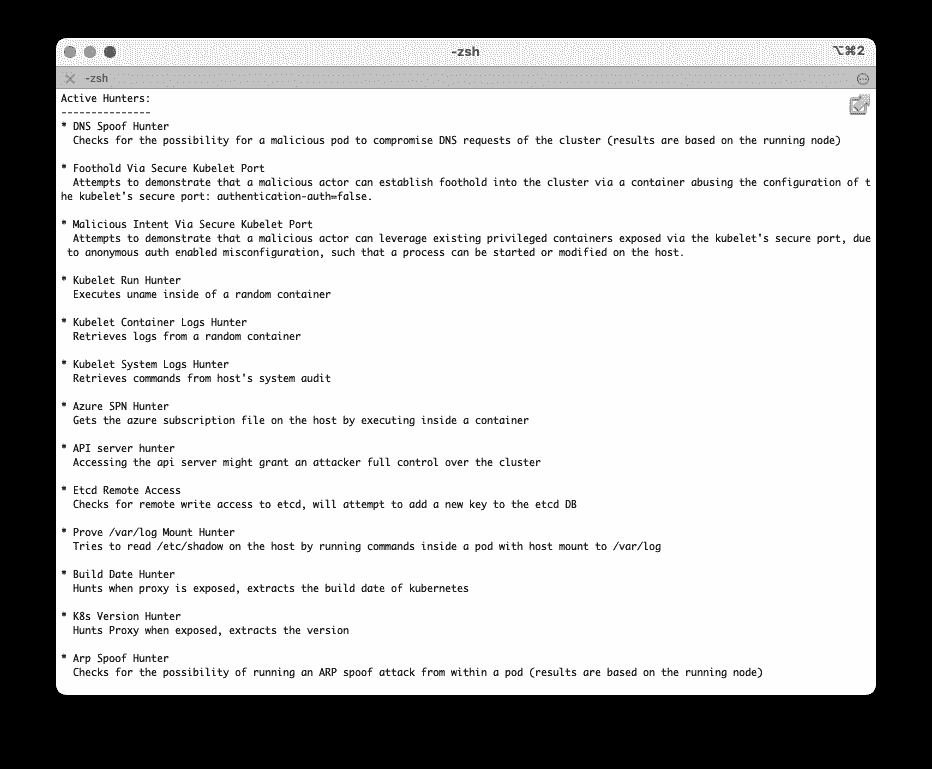 -zsh
⌥⌘2
-zsh
Active Hunters:
---------------
* DNS Spoof Hunter
Checks for the possibility for a malicious pod to compromise DNS requests of the cluster (results are based on the running node)
* Foothold Via Secure Kubelet Port
Attempts to demonstrate that a malicious actor can establish foothold into the cluster via a container abusing the configuration of t
he kubelet's secure port: authentication-auth=false.
* Malicious Intent Via Secure Kubelet Port
Attempts to demonstrate that a malicious actor can leverage existing privileged containers exposed via the kubelet's secure port, due
to anonymous auth enabled misconfiguration, such that a process can be started or modified on the host.
* Kubelet Run Hunter
Executes uname inside of a random container
* Kubelet Container Logs Hunter
Retrieves logs from a random container
* Kubelet System Logs Hunter
Retrieves commands from host's system audit
* Azure SPN Hunter
Gets the azure subscription file on the host by executing inside a container
* API server hunter
Accessing the api server might grant an attacker full control over the cluster
* Etcd Remote Access
Checks for remote write access to etcd, will attempt to add a new key to the etcd DB
* Prove /var/log Mount Hunter
Tries to read /etc/shadow on the host by running commands inside a pod with host mount to /var/log
* Build Date Hunter
Hunts when proxy is exposed, extracts the build date of kubernetes
* K8s Version Hunter
Hunts Proxy when exposed, extracts the version
* Arp Spoof Hunter
Checks for the possibility of running an ARP spoof attack from within a pod (results are based on the running node)